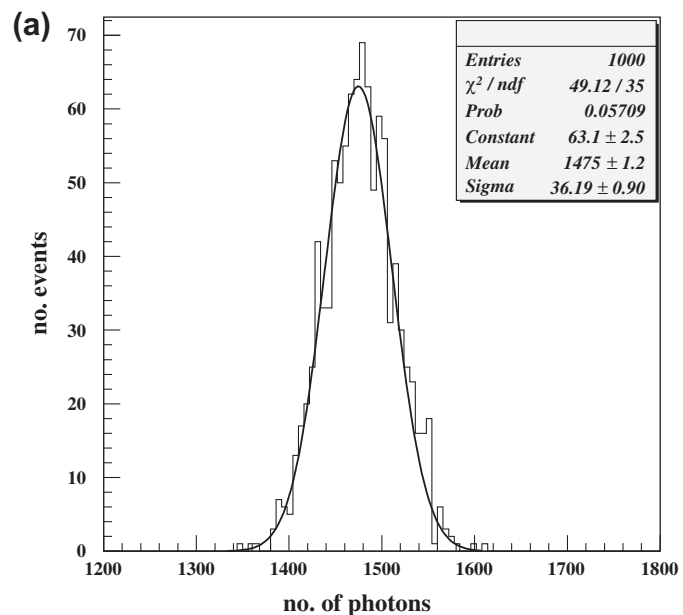 (a)
Entries 1000
χ² / ndf 49.12 / 35
Prob 0.05709
Constant 63.1 ± 2.5
Mean 1475 ± 1.2
Sigma 36.19 ± 0.90
70
60
50
40
30
20
10
0
no. events
1200 1300 1400 1500 1600 1700 1800
no. of photons